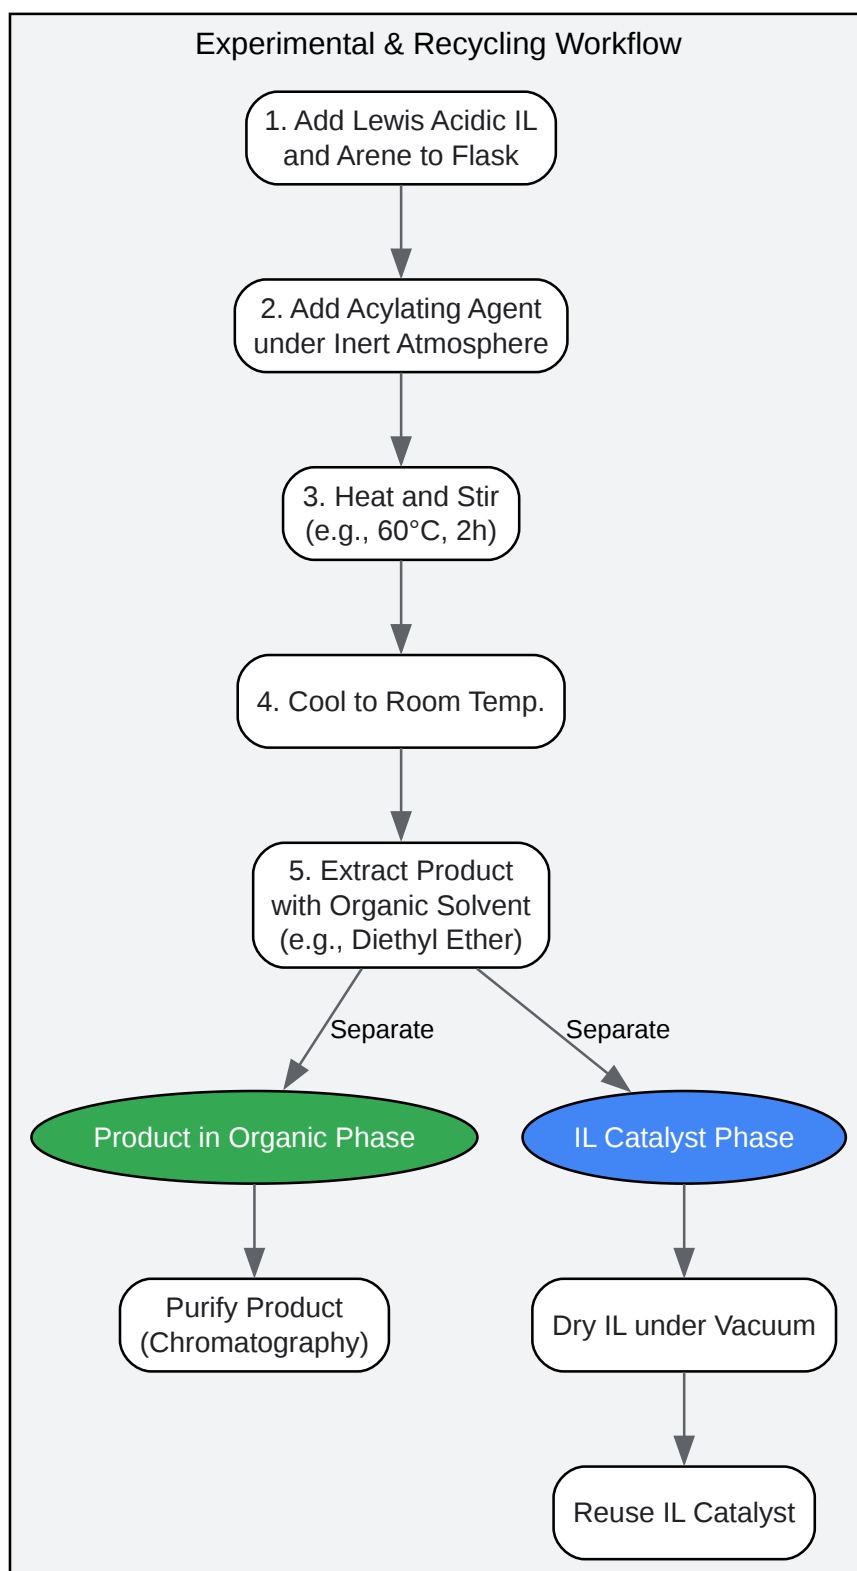 Experimental & Recycling Workflow
1. Add Lewis Acidic IL
and Arene to Flask
2. Add Acylating Agent
under Inert Atmosphere
3. Heat and Stir
(e.g., 60°C, 2h)
4. Cool to Room Temp.
5. Extract Product
with Organic Solvent
(e.g., Diethyl Ether)
Separate
Separate
Product in Organic Phase
IL Catalyst Phase
Purify Product
(Chromatography)
Dry IL under Vacuum
Reuse IL Catalyst